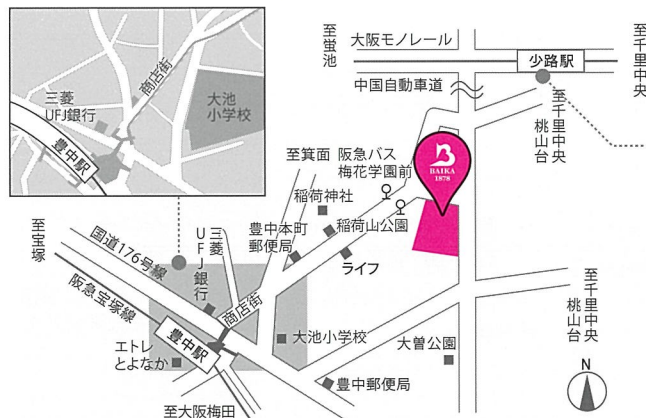 商店街
三菱
UFJ銀行
大池
小学校
豊中駅
至蛍池
大阪モノレール
少路駅
至千里中央
中国自動車道
至千里中央
桃山台
至箕面
阪急バス
梅花学園前
BAIKA
1878
稲荷神社
豊中本町
郵便局
稲荷山公園
ライフ
至宝塚
国道176号線
三菱
UFJ銀行
商店街
阪急宝塚線
豊中駅
エトレ
とよなか
大池小学校
大曽公園
豊中郵便局
至大阪梅田
至千里中央
桃山台
N